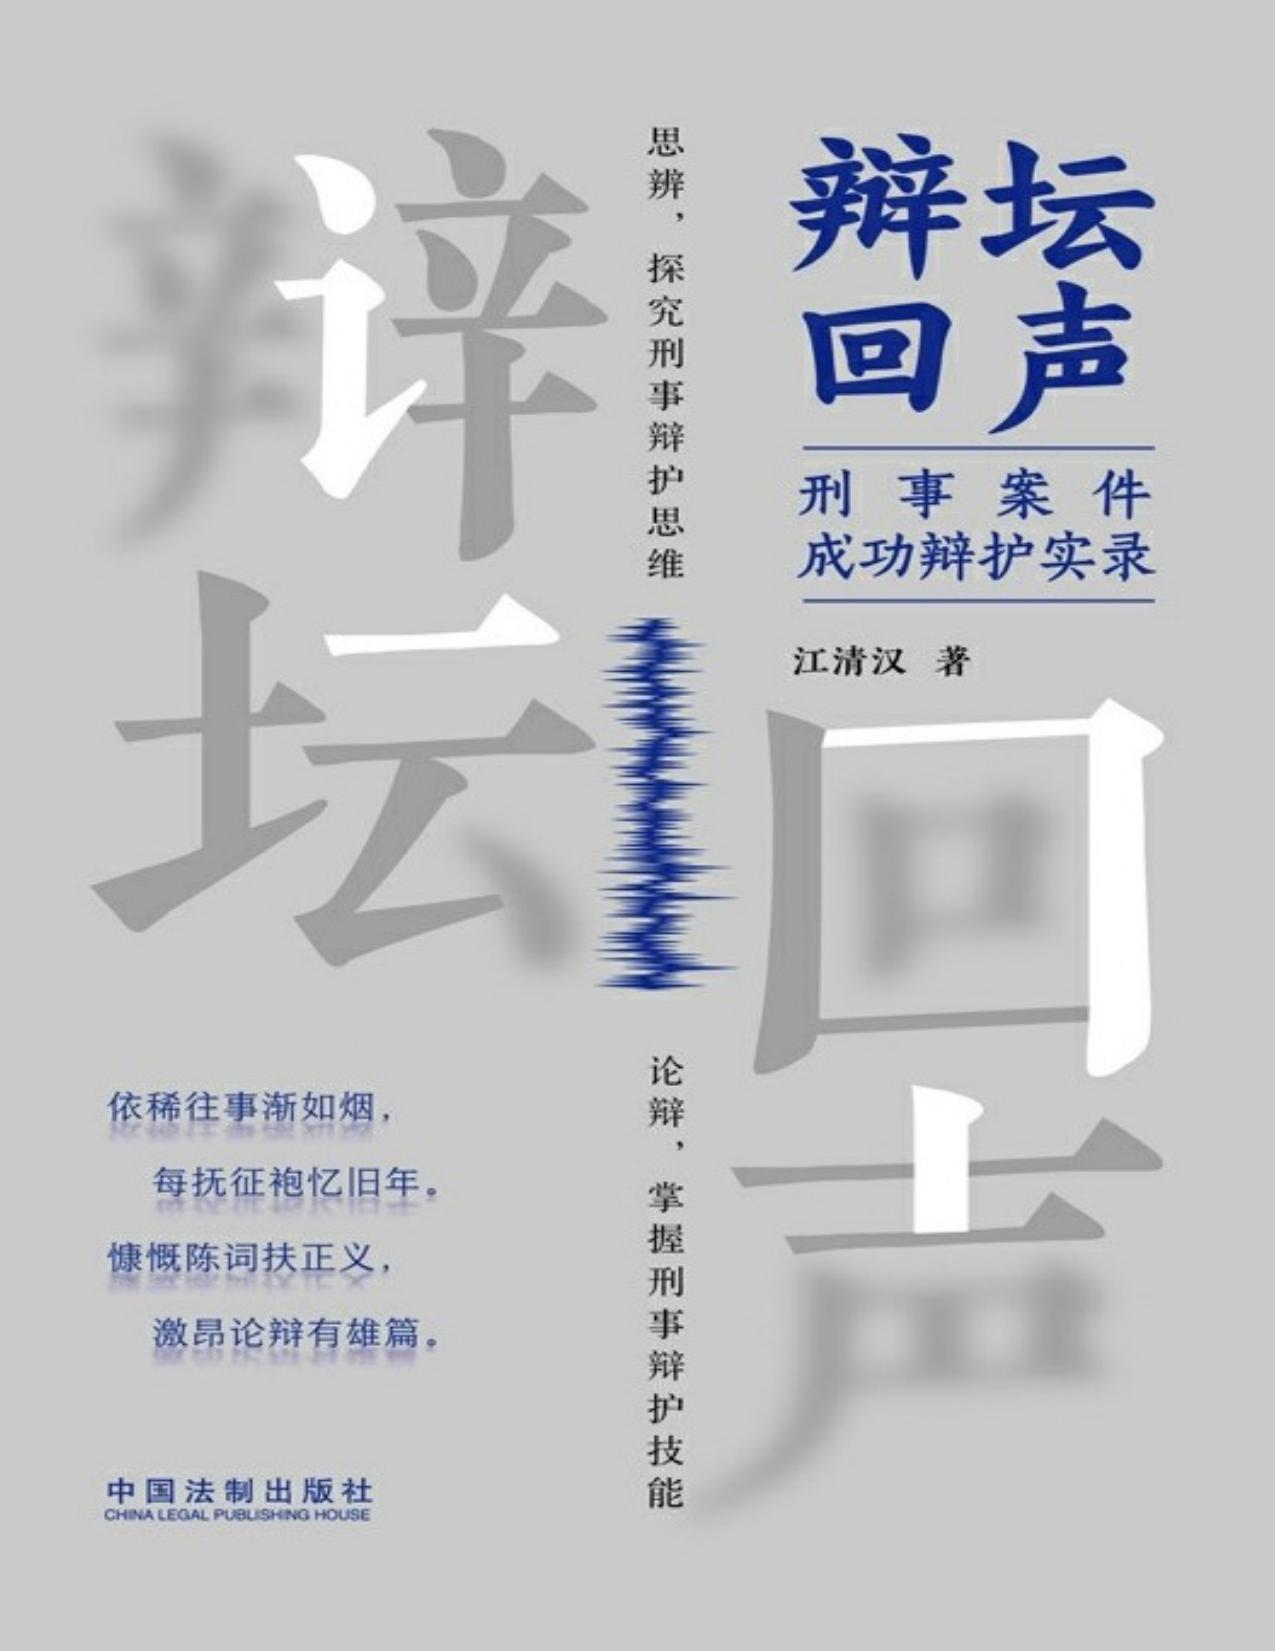 辩坛
回声
刑事案件
成功辩护实录
江清汉 著
思辨，探究刑事辩护思维
论辩，掌握刑事辩护技能
辩
坛
回
声
依稀往事渐如烟，
每抚征袍忆旧年。
慷慨陈词扶正义，
激昂论辩有雄篇。
中国法制出版社
CHINA LEGAL PUBLISHING HOUSE